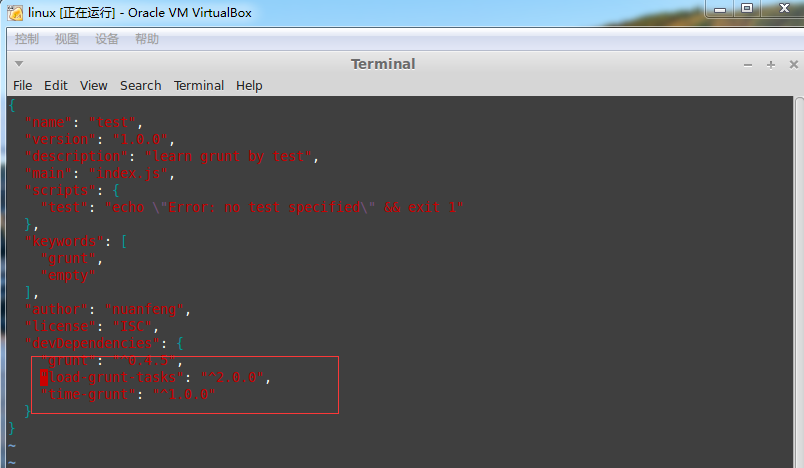 linux [正在运行] - Oracle VM VirtualBox
控制 视图 设备 帮助
Terminal
File Edit View Search Terminal Help
{
"name": "test",
"version": "1.0.0",
"description": "learn grunt by test",
"main": "index.js",
"scripts": {
"test": "echo \"Error: no test specified\" && exit 1"
},
"keywords": [
"grunt",
"empty"
],
"author": "huanfeng",
"license": "ISC",
"devDependencies": {
"grunt": "^0.4.5",
"load-grunt-tasks": "^2.0.0",
"time-grunt": "^1.0.0"
}
}
~
~